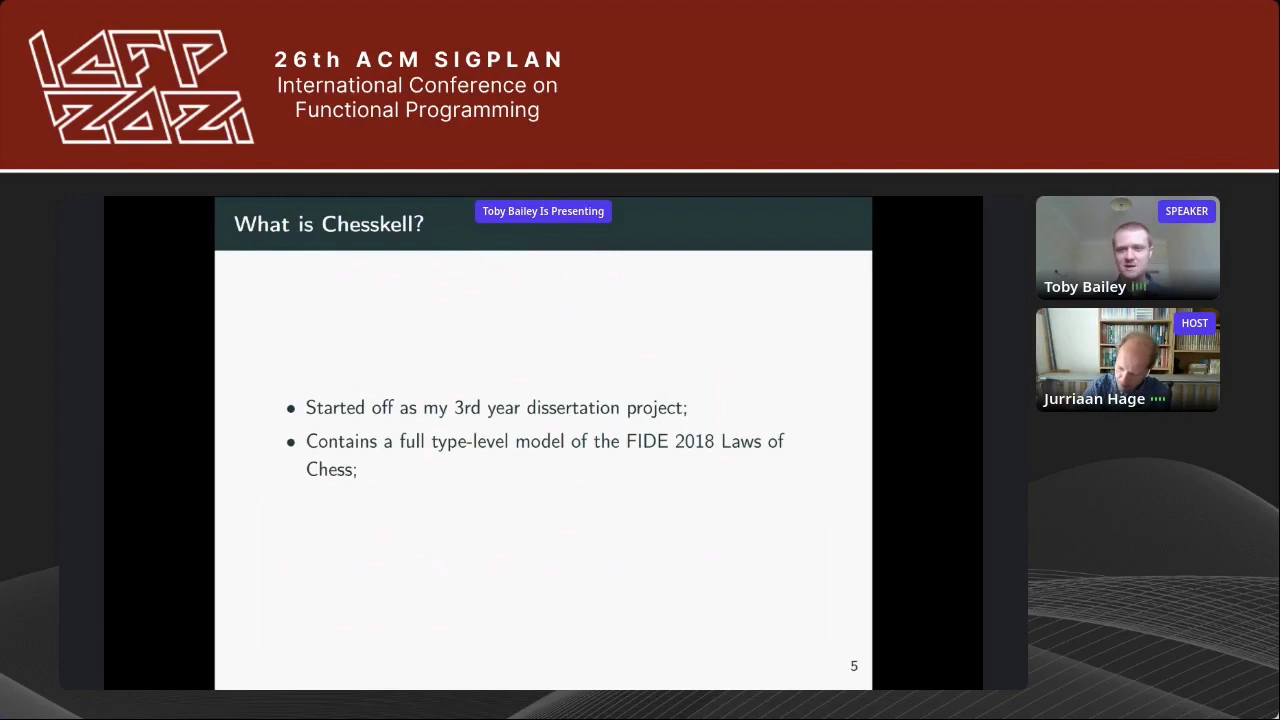 ICFP
2021
26th ACM SIGPLAN
International Conference on
Functional Programming
What is Chesskell?
Toby Bailey Is Presenting
• Started off as my 3rd year dissertation project;
• Contains a full type-level model of the FIDE 2018 Laws of
Chess;
5
SPEAKER
Toby Bailey
HOST
Jurriaan Hage